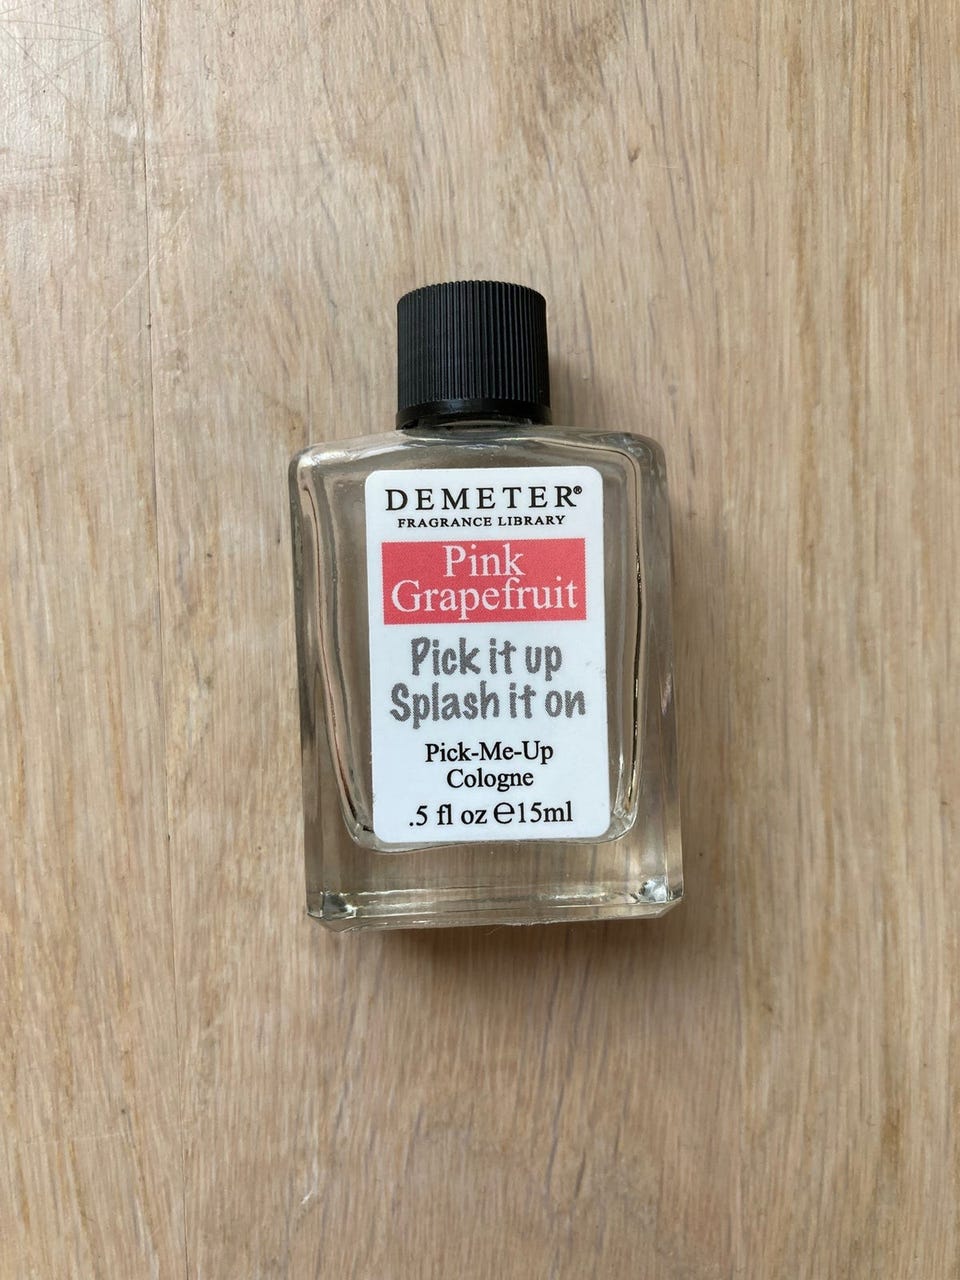 DEMETER®
FRAGRANCE LIBRARY
Pink
Grapefruit
Pick it up
Splash it on
Pick-Me-Up
Cologne
.5 fl oz ℮15ml